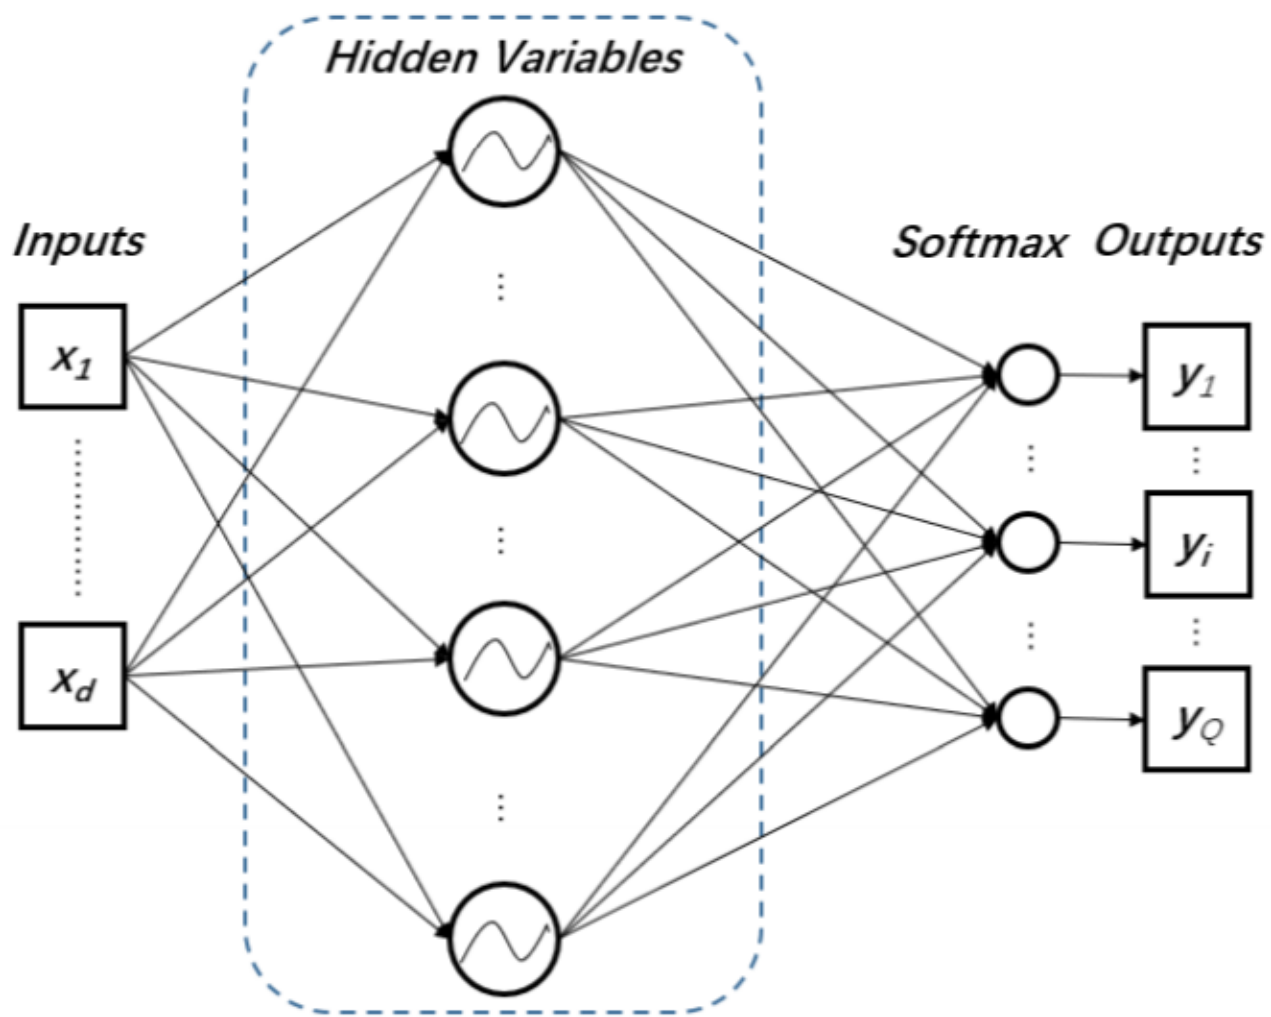 Hidden Variables
Inputs
Softmax
Outputs
x1
xd
y1
yi
yQ